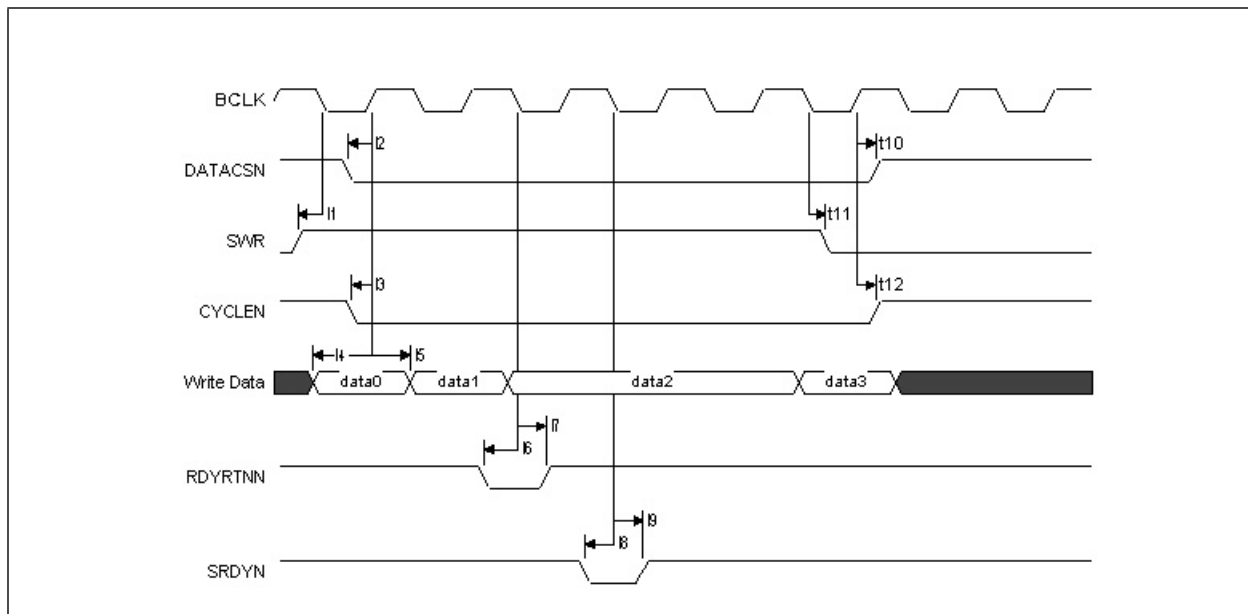 BCLK
t2
t10
DATACSN
t1
t11
SWR
t3
t12
CYCLEN
t4
t5
Write Data
data0
data1
data2
data3
t7
t6
RDYRTNN
t9
t8
SRDYN